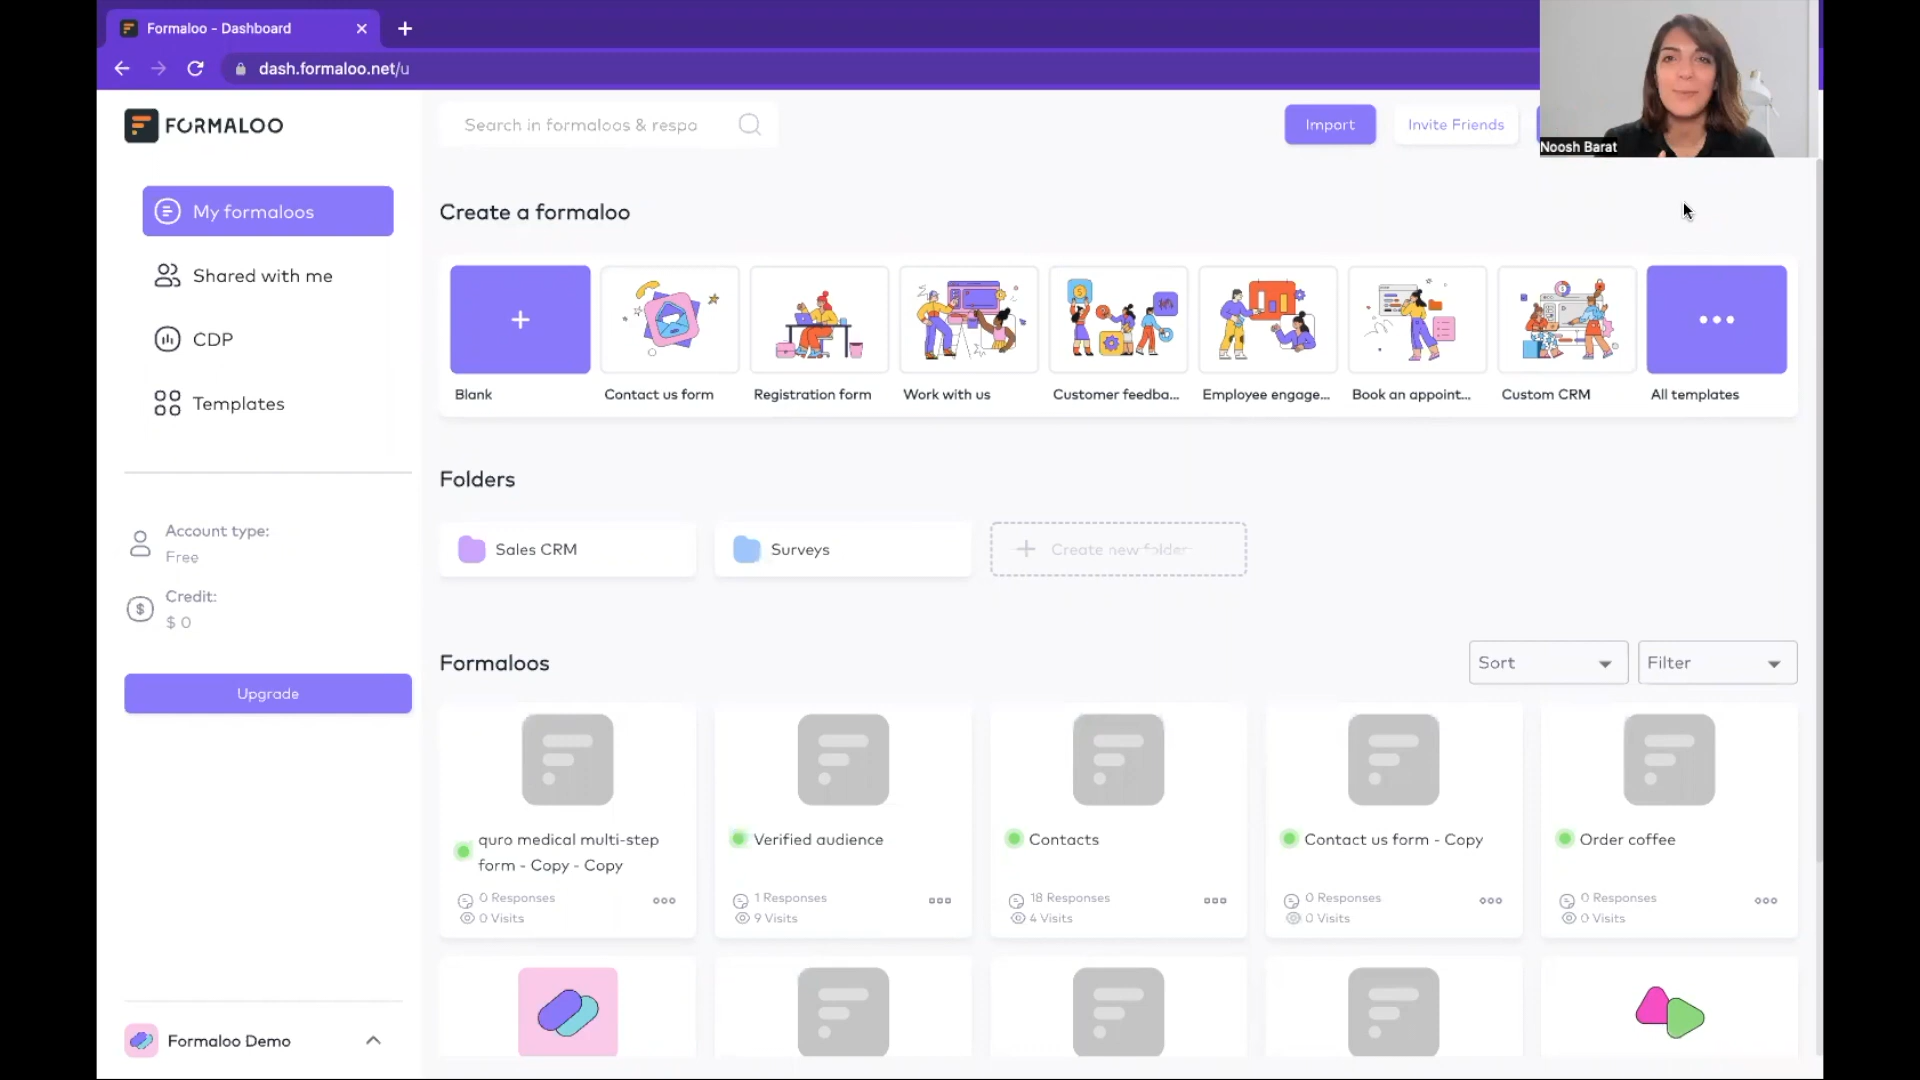 Formaloo - Dashboard
dash.formaloo.net/u
FORMALOO
Search in formaloos & respo
Import
Invite Friends
Noosh Barat
My formaloos
Shared with me
CDP
Templates
Account type:
Free
Credit:
$ 0
Upgrade
Formaloo Demo
Create a formaloo
Blank
Contact us form
Registration form
Work with us
Customer feedba...
Employee engage...
Book an appoint...
Custom CRM
All templates
Folders
Sales CRM
Surveys
Create new folder
Formaloos
Sort
Filter
quro medical multi-step
form - Copy - Copy
0 Responses
0 Visits
Verified audience
1 Responses
9 Visits
Contacts
18 Responses
4 Visits
Contact us form - Copy
0 Responses
0 Visits
Order coffee
0 Responses
0 Visits